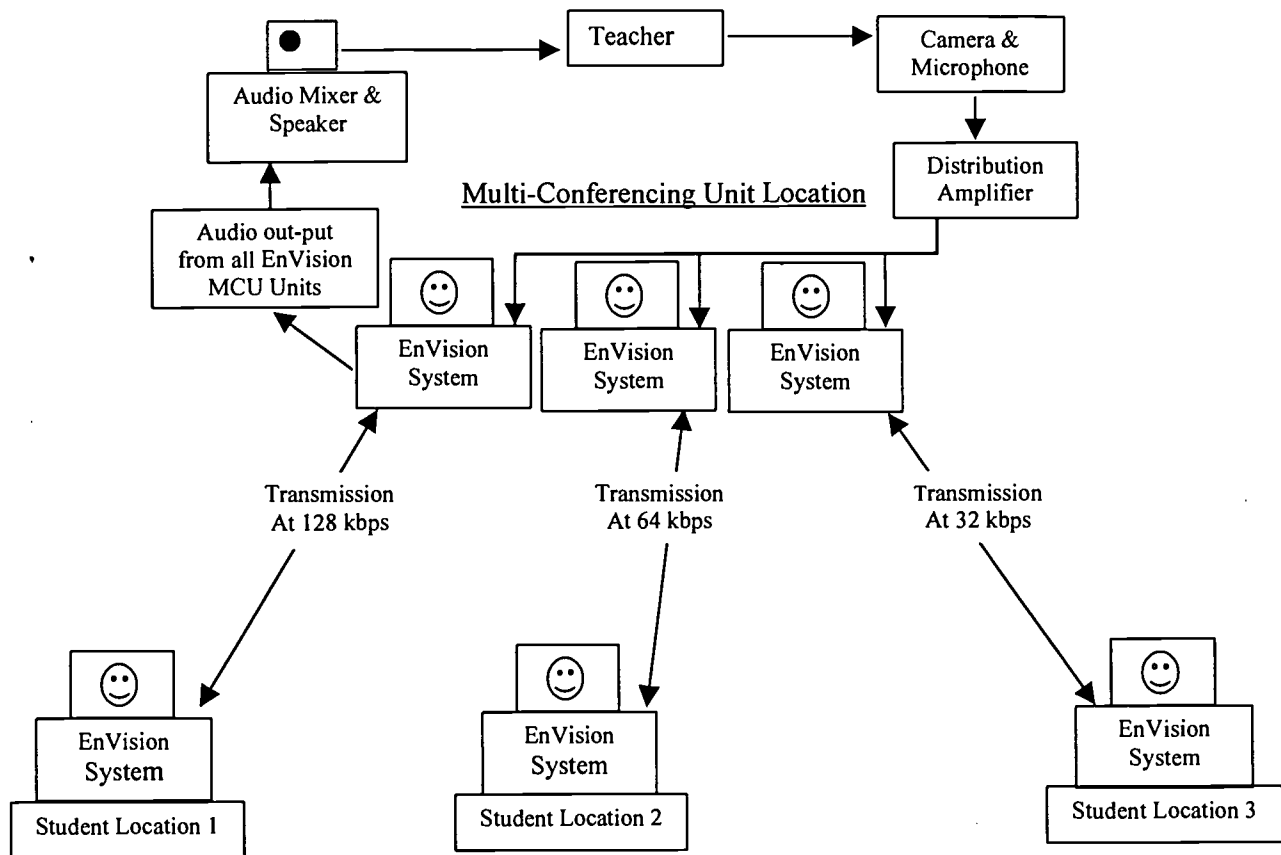 Teacher
Camera &
Microphone
Audio Mixer &
Speaker
Distribution
Amplifier
Multi-Conferencing Unit Location
Audio out-put
from all EnVision
MCU Units
EnVision
System
EnVision
System
EnVision
System
Transmission
At 128 kbps
Transmission
At 64 kbps
Transmission
At 32 kbps
EnVision
System
Student Location 1
EnVision
System
Student Location 2
EnVision
System
Student Location 3